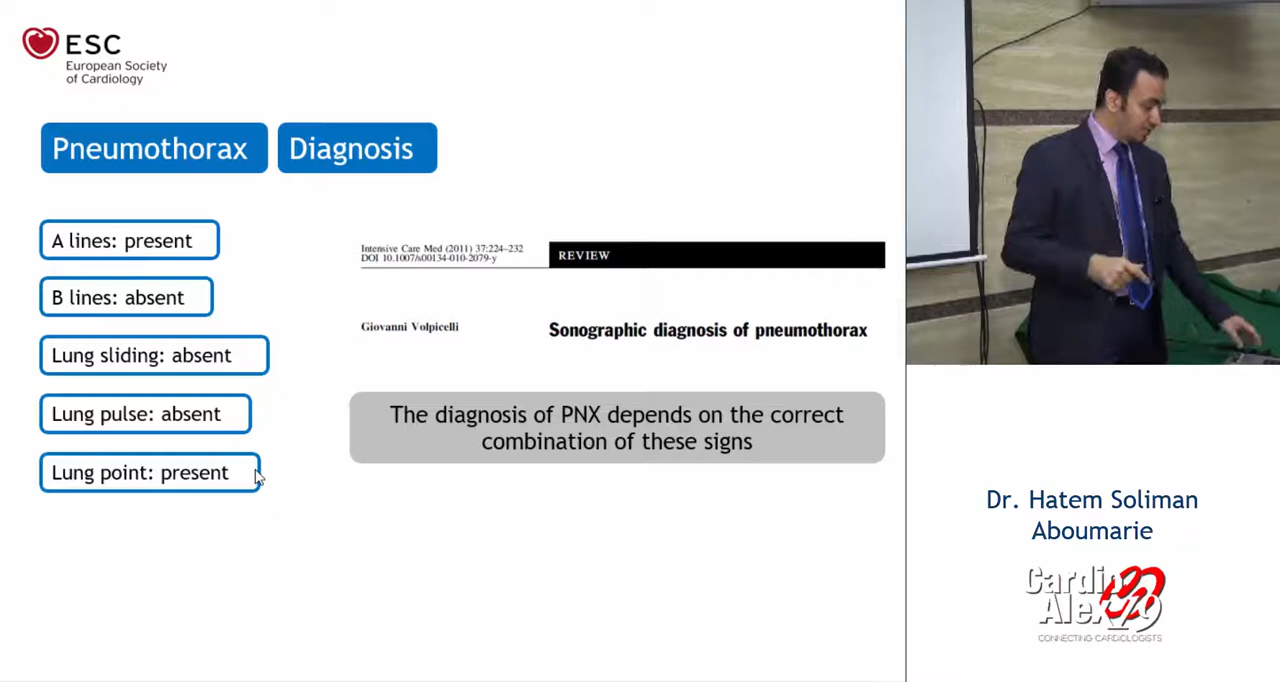 ESC
European Society
of Cardiology
Pneumothorax
Diagnosis
A lines: present
B lines: absent
Lung sliding: absent
Lung pulse: absent
Lung point: present
Intensive Care Med (2011) 37:224–232
DOI 10.1007/s00134-010-2079-y
REVIEW
Giovanni Volpicelli
Sonographic diagnosis of pneumothorax
The diagnosis of PNX depends on the correct
combination of these signs
Dr. Hatem Soliman
Aboumarie
Cardio
Alex19
CONNECTING CARDIOLOGISTS